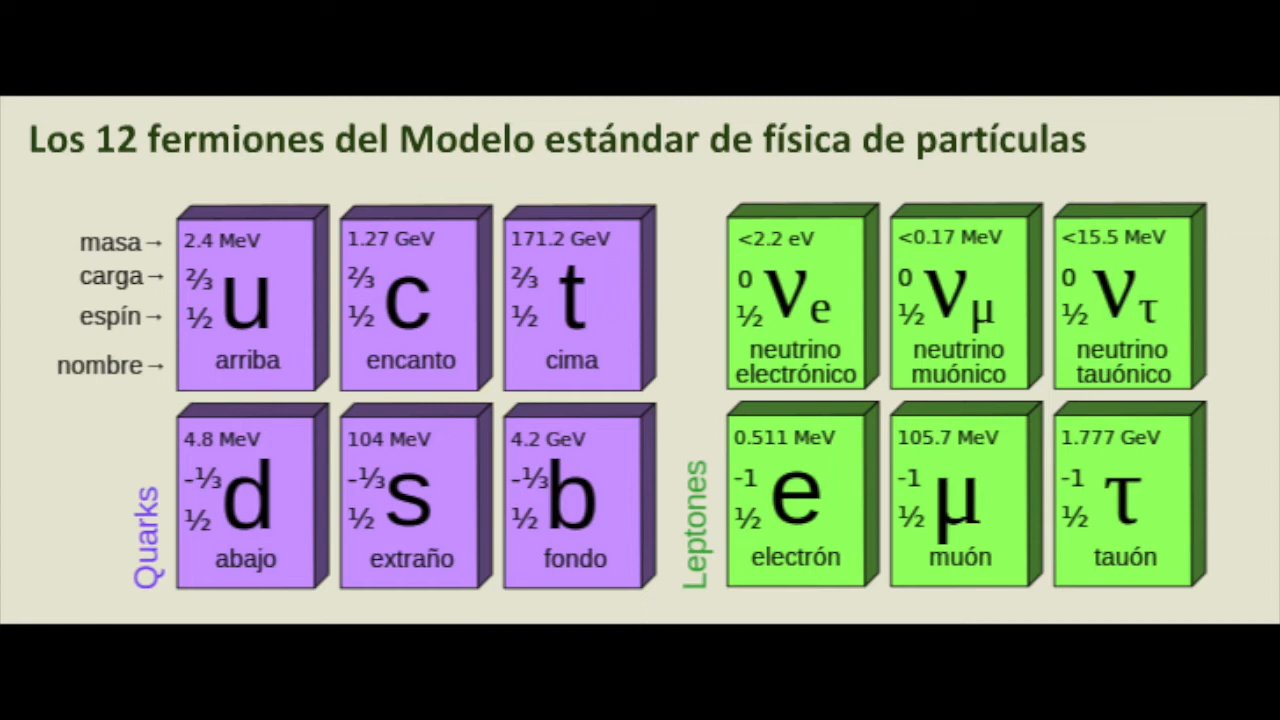 Los 12 fermiones del Modelo estándar de física de partículas
masa→
carga→
espín→
nombre→
2.4 MeV
⅔
½
u
arriba
1.27 GeV
⅔
½
c
encanto
171.2 GeV
⅔
½
t
cima
<2.2 eV
0
½
νe
neutrino
electrónico
<0.17 MeV
0
½
νμ
neutrino
muónico
<15.5 MeV
0
½
ντ
neutrino
tauónico
Quarks
4.8 MeV
-⅓
½
d
abajo
104 MeV
-⅓
½
s
extraño
4.2 GeV
-⅓
½
b
fondo
Leptones
0.511 MeV
-1
½
e
electrón
105.7 MeV
-1
½
μ
muón
1.777 GeV
-1
½
τ
tauón